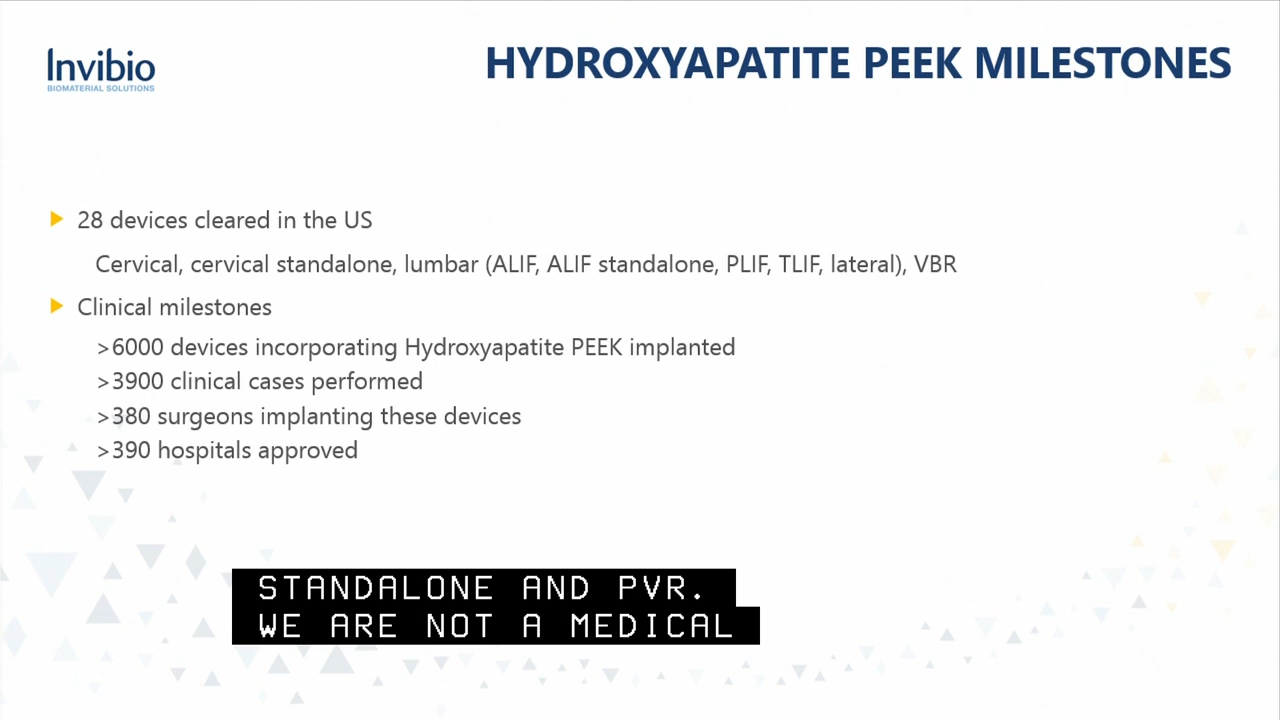 Invibio
BIOMATERIAL SOLUTIONS
HYDROXYAPATITE PEEK MILESTONES
28 devices cleared in the US
Cervical, cervical standalone, lumbar (ALIF, ALIF standalone, PLIF, TLIF, lateral), VBR
Clinical milestones
>6000 devices incorporating Hydroxyapatite PEEK implanted
>3900 clinical cases performed
>380 surgeons implanting these devices
>390 hospitals approved
STANDALONE AND PVR.
WE ARE NOT A MEDICAL